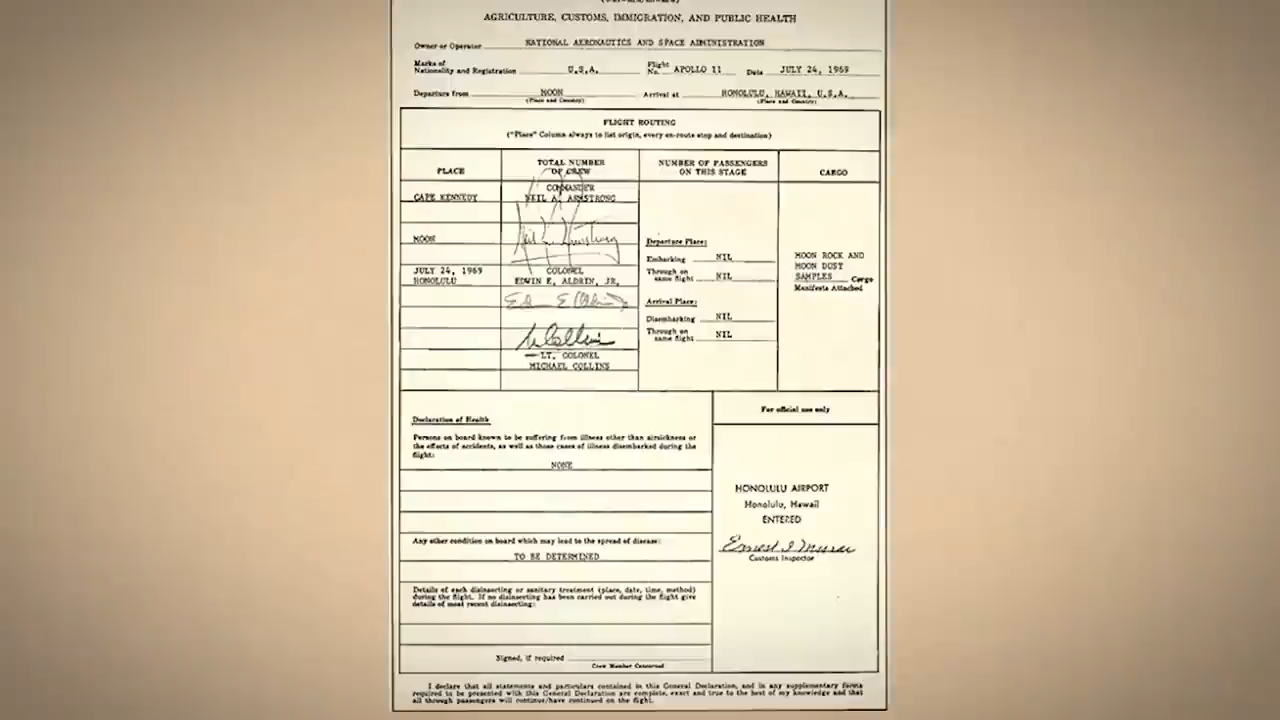 AGRICULTURE, CUSTOMS, IMMIGRATION, AND PUBLIC HEALTH
Owner or Operator NATIONAL AERONAUTICS AND SPACE ADMINISTRATION
Marks of
Nationality and Registration U.S.A. Flight No. APOLLO 11 Date JULY 24, 1969
Departure from MOON Arrival at HONOLULU, HAWAII, U.S.A.
(Place and Country) (Place and Country)
FLIGHT ROUTING
("Place" Column always to list origin, every en-route stop and destination)
PLACE
TOTAL NUMBER
OF CREW
NUMBER OF PASSENGERS
ON THIS STAGE
CARGO
CAPE KENNEDY
MOON
JULY 24, 1969
HONOLULU
COMMANDER
NEIL A. ARMSTRONG
COLONEL
EDWIN E. ALDRIN, JR.
LT. COLONEL
MICHAEL COLLINS
Departure Place:
Embarking NIL
Through on
same flight NIL
Arrival Place:
Disembarking NIL
Through on
same flight NIL
MOON ROCK AND
MOON DUST
SAMPLES Cargo
Manifests Attached
Declaration of Health
Persons on board known to be suffering from illness other than airsickness or
the effects of accidents, as well as those cases of illness disembarked during the
flight:
NONE
Any other condition on board which may lead to the spread of disease:
TO BE DETERMINED
Details of each disinsecting or sanitary treatment (place, date, time, method)
during the flight. If no disinsecting has been carried out during the flight give
details of most recent disinsecting:
Signed, if required
Crew Member Concerned
For official use only
HONOLULU AIRPORT
Honolulu, Hawaii
ENTERED
Customs Inspector
I declare that all statements and particulars contained in this General Declaration, and in any supplementary forms
required to be presented with this General Declaration are complete, exact and true to the best of my knowledge and that
all through passengers will continue/have continued on the flight.